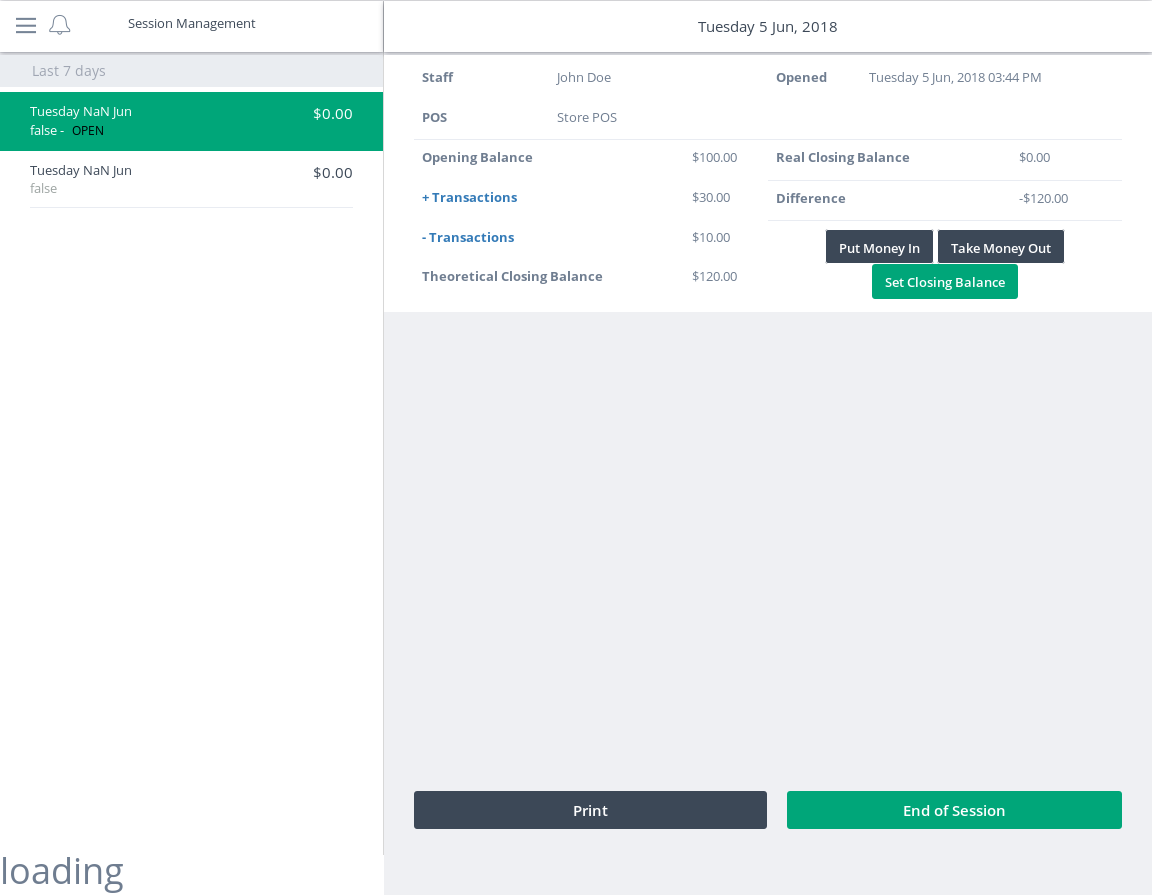 Session Management
Tuesday 5 Jun, 2018
Last 7 days
Tuesday NaN Jun $0.00
false - OPEN
Tuesday NaN Jun $0.00
false
loading
Staff John Doe Opened Tuesday 5 Jun, 2018 03:44 PM
POS Store POS
Opening Balance $100.00 Real Closing Balance $0.00
+ Transactions $30.00 Difference -$120.00
- Transactions $10.00 Put Money In Take Money Out
Theoretical Closing Balance $120.00 Set Closing Balance
Print End of Session